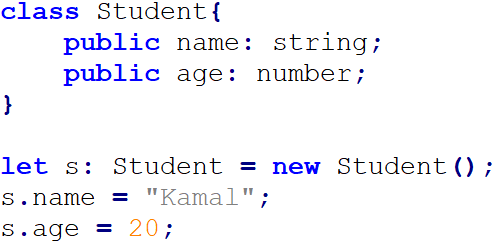 class Student{
    public name: string;
    public age: number;
}

let s: Student = new Student();
s.name = "Kamal";
s.age = 20;